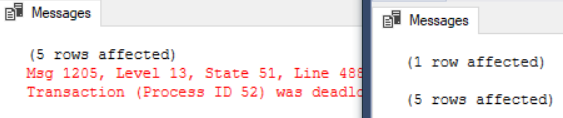 Messages
(5 rows affected)
Msg 1205, Level 13, State 51, Line 488
Transaction (Process ID 52) was
Messages
(1 row affected)
(5 rows affected)